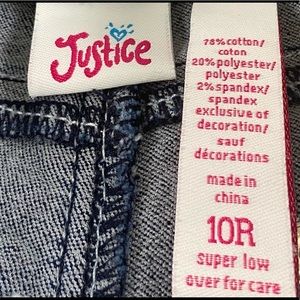 Justice
78%cotton/
coton
20%polyester/
polyester
2%spandex/
spandex
exclusive of
decoration/
sauf
décorations
made in
china
10R
super low
over for care